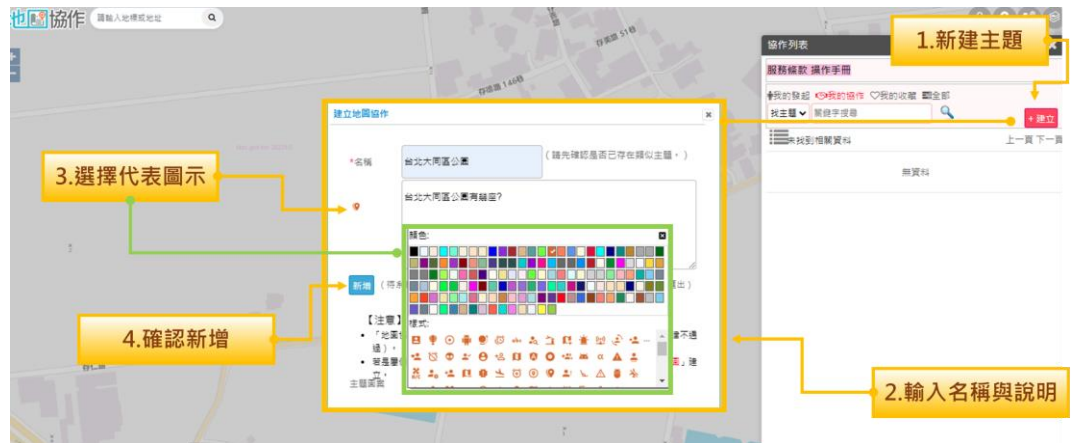 地圖協作
請輸入地標或地址
存德路51巷
存德路146巷
1.新建主題
協作列表
服務條款 操作手冊
我的發起 我的協作 我的收藏 全部
找主題 關鍵字搜尋
+建立
未找到相關資料
上一頁 下一頁
無資料
建立地圖協作
*名稱
台北大同區公園
(請先確認是否已存在類似主題。)
台北大同區公園有幾座?
3.選擇代表圖示
顏色:
新增
樣式:
4.確認新增
【注意】
主題圖案
2.輸入名稱與說明